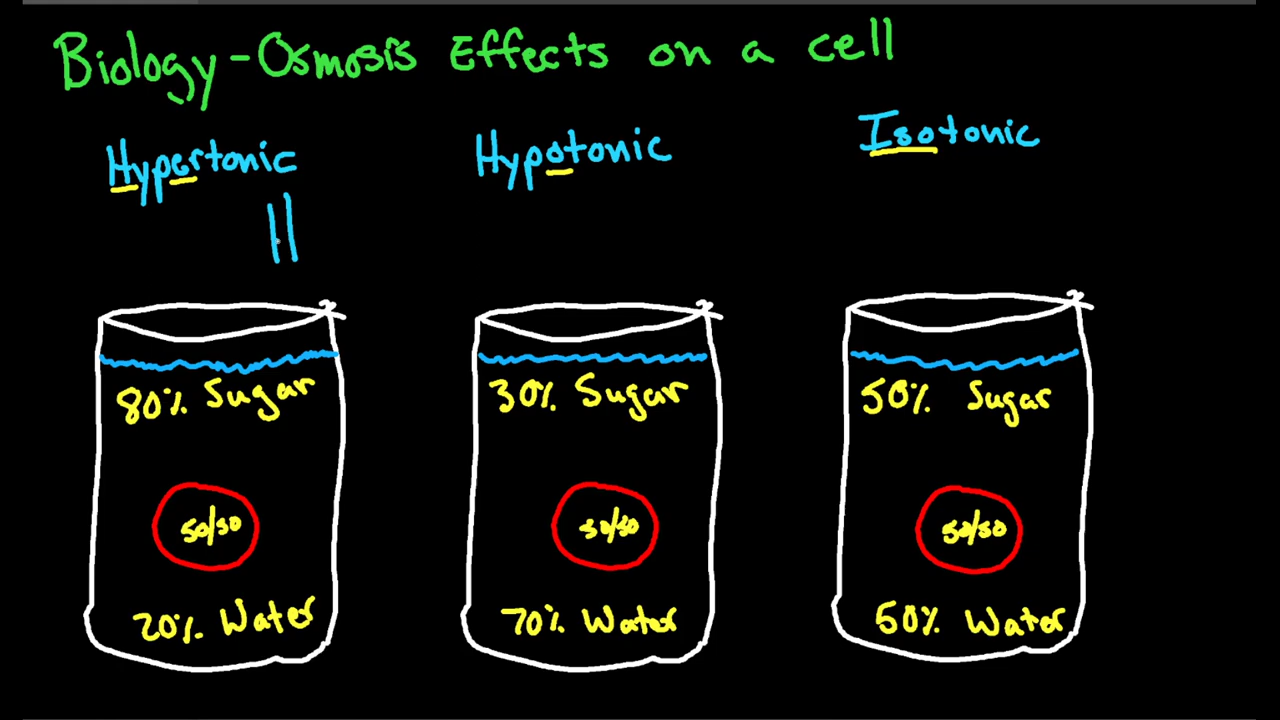 Biology - Osmosis Effects on a cell
Hypertonic
Hypotonic
Isotonic
80% Sugar
50/50
20% Water
30% Sugar
50/50
70% Water
50% Sugar
50/50
50% Water